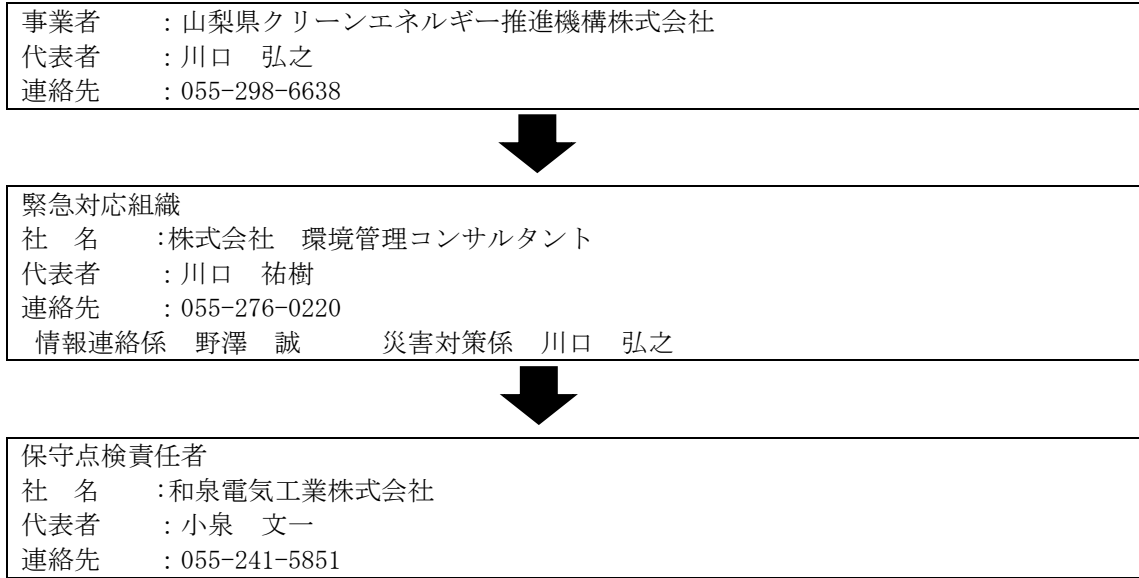 事業者　　：山梨県クリーンエネルギー推進機構株式会社
代表者　　：川口　弘之
連絡先　　：055-298-6638
緊急対応組織
社　名　　：株式会社　環境管理コンサルタント
代表者　　：川口　祐樹
連絡先　　：055-276-0220
情報連絡係　野澤　誠　　　災害対策係　川口　弘之
保守点検責任者
社　名　　：和泉電気工業株式会社
代表者　　：小泉　文一
連絡先　　：055-241-5851